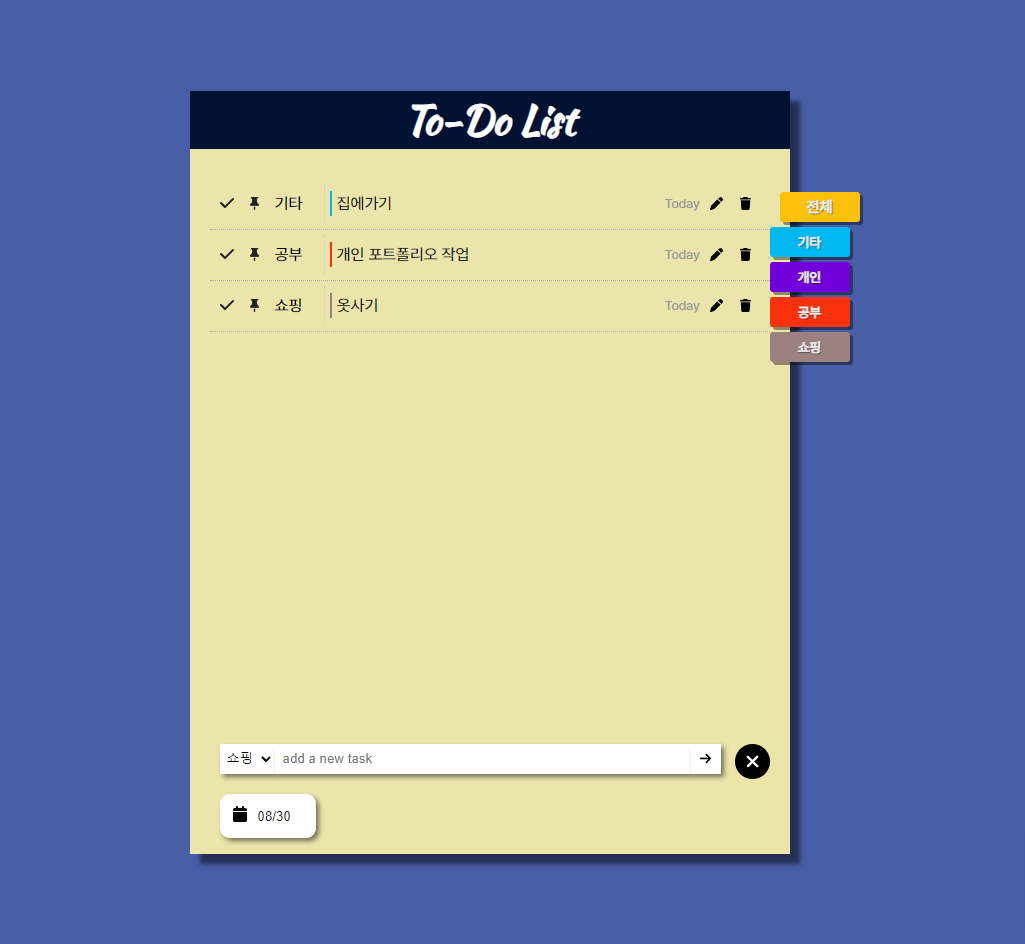 To-Do List
기타 집에가기 Today
공부 개인 포트폴리오 작업 Today
쇼핑 옷사기 Today
전체
기타
개인
공부
쇼핑
쇼핑 add a new task
08/30